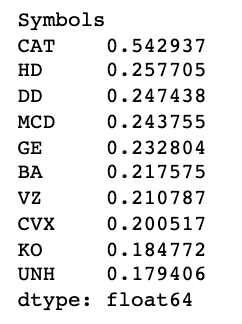 Symbols
CAT    0.542937
HD     0.257705
DD     0.247438
MCD    0.243755
GE     0.232804
BA     0.217575
VZ     0.210787
CVX    0.200517
KO     0.184772
UNH    0.179406
dtype: float64